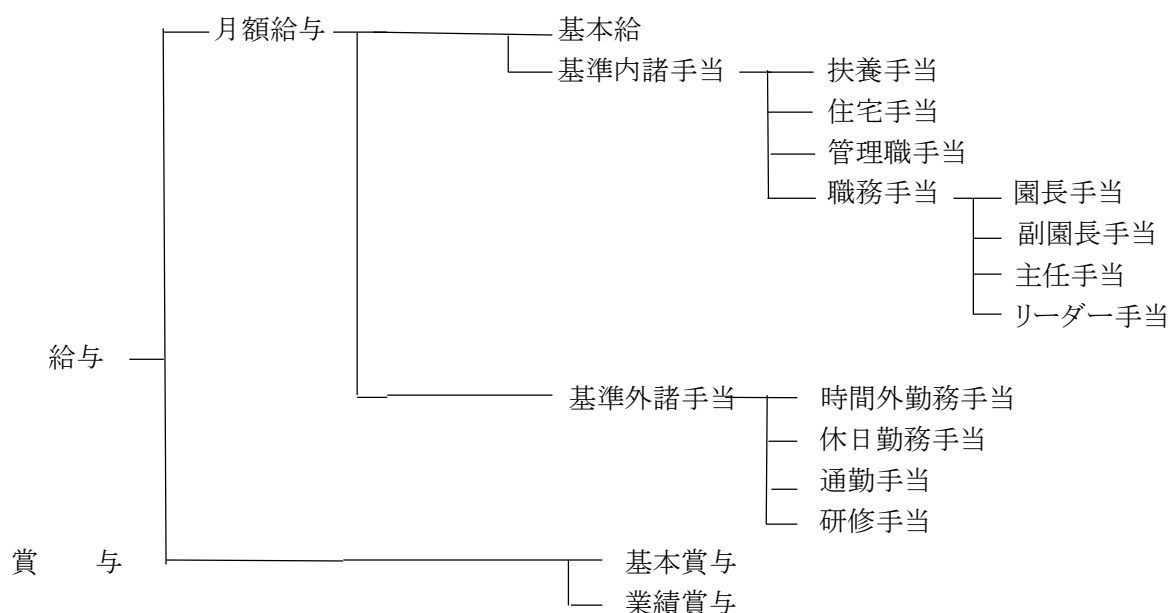 月額給与 基本給
基準内諸手当 扶養手当
住宅手当
管理職手当
職務手当 園長手当
副園長手当
主任手当
リーダー手当
給与
基準外諸手当 時間外勤務手当
休日勤務手当
通勤手当
研修手当
賞 与 基本賞与
業績賞与